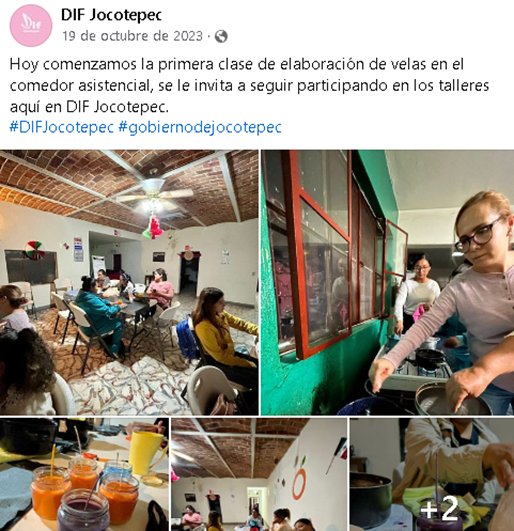 DIF Jocotepec
19 de octubre de 2023 ·
Hoy comenzamos la primera clase de elaboración de velas en el
comedor asistencial, se le invita a seguir participando en los talleres
aquí en DIF Jocotepec.
#DIFJocotepec #gobiernodejocotepec
+2